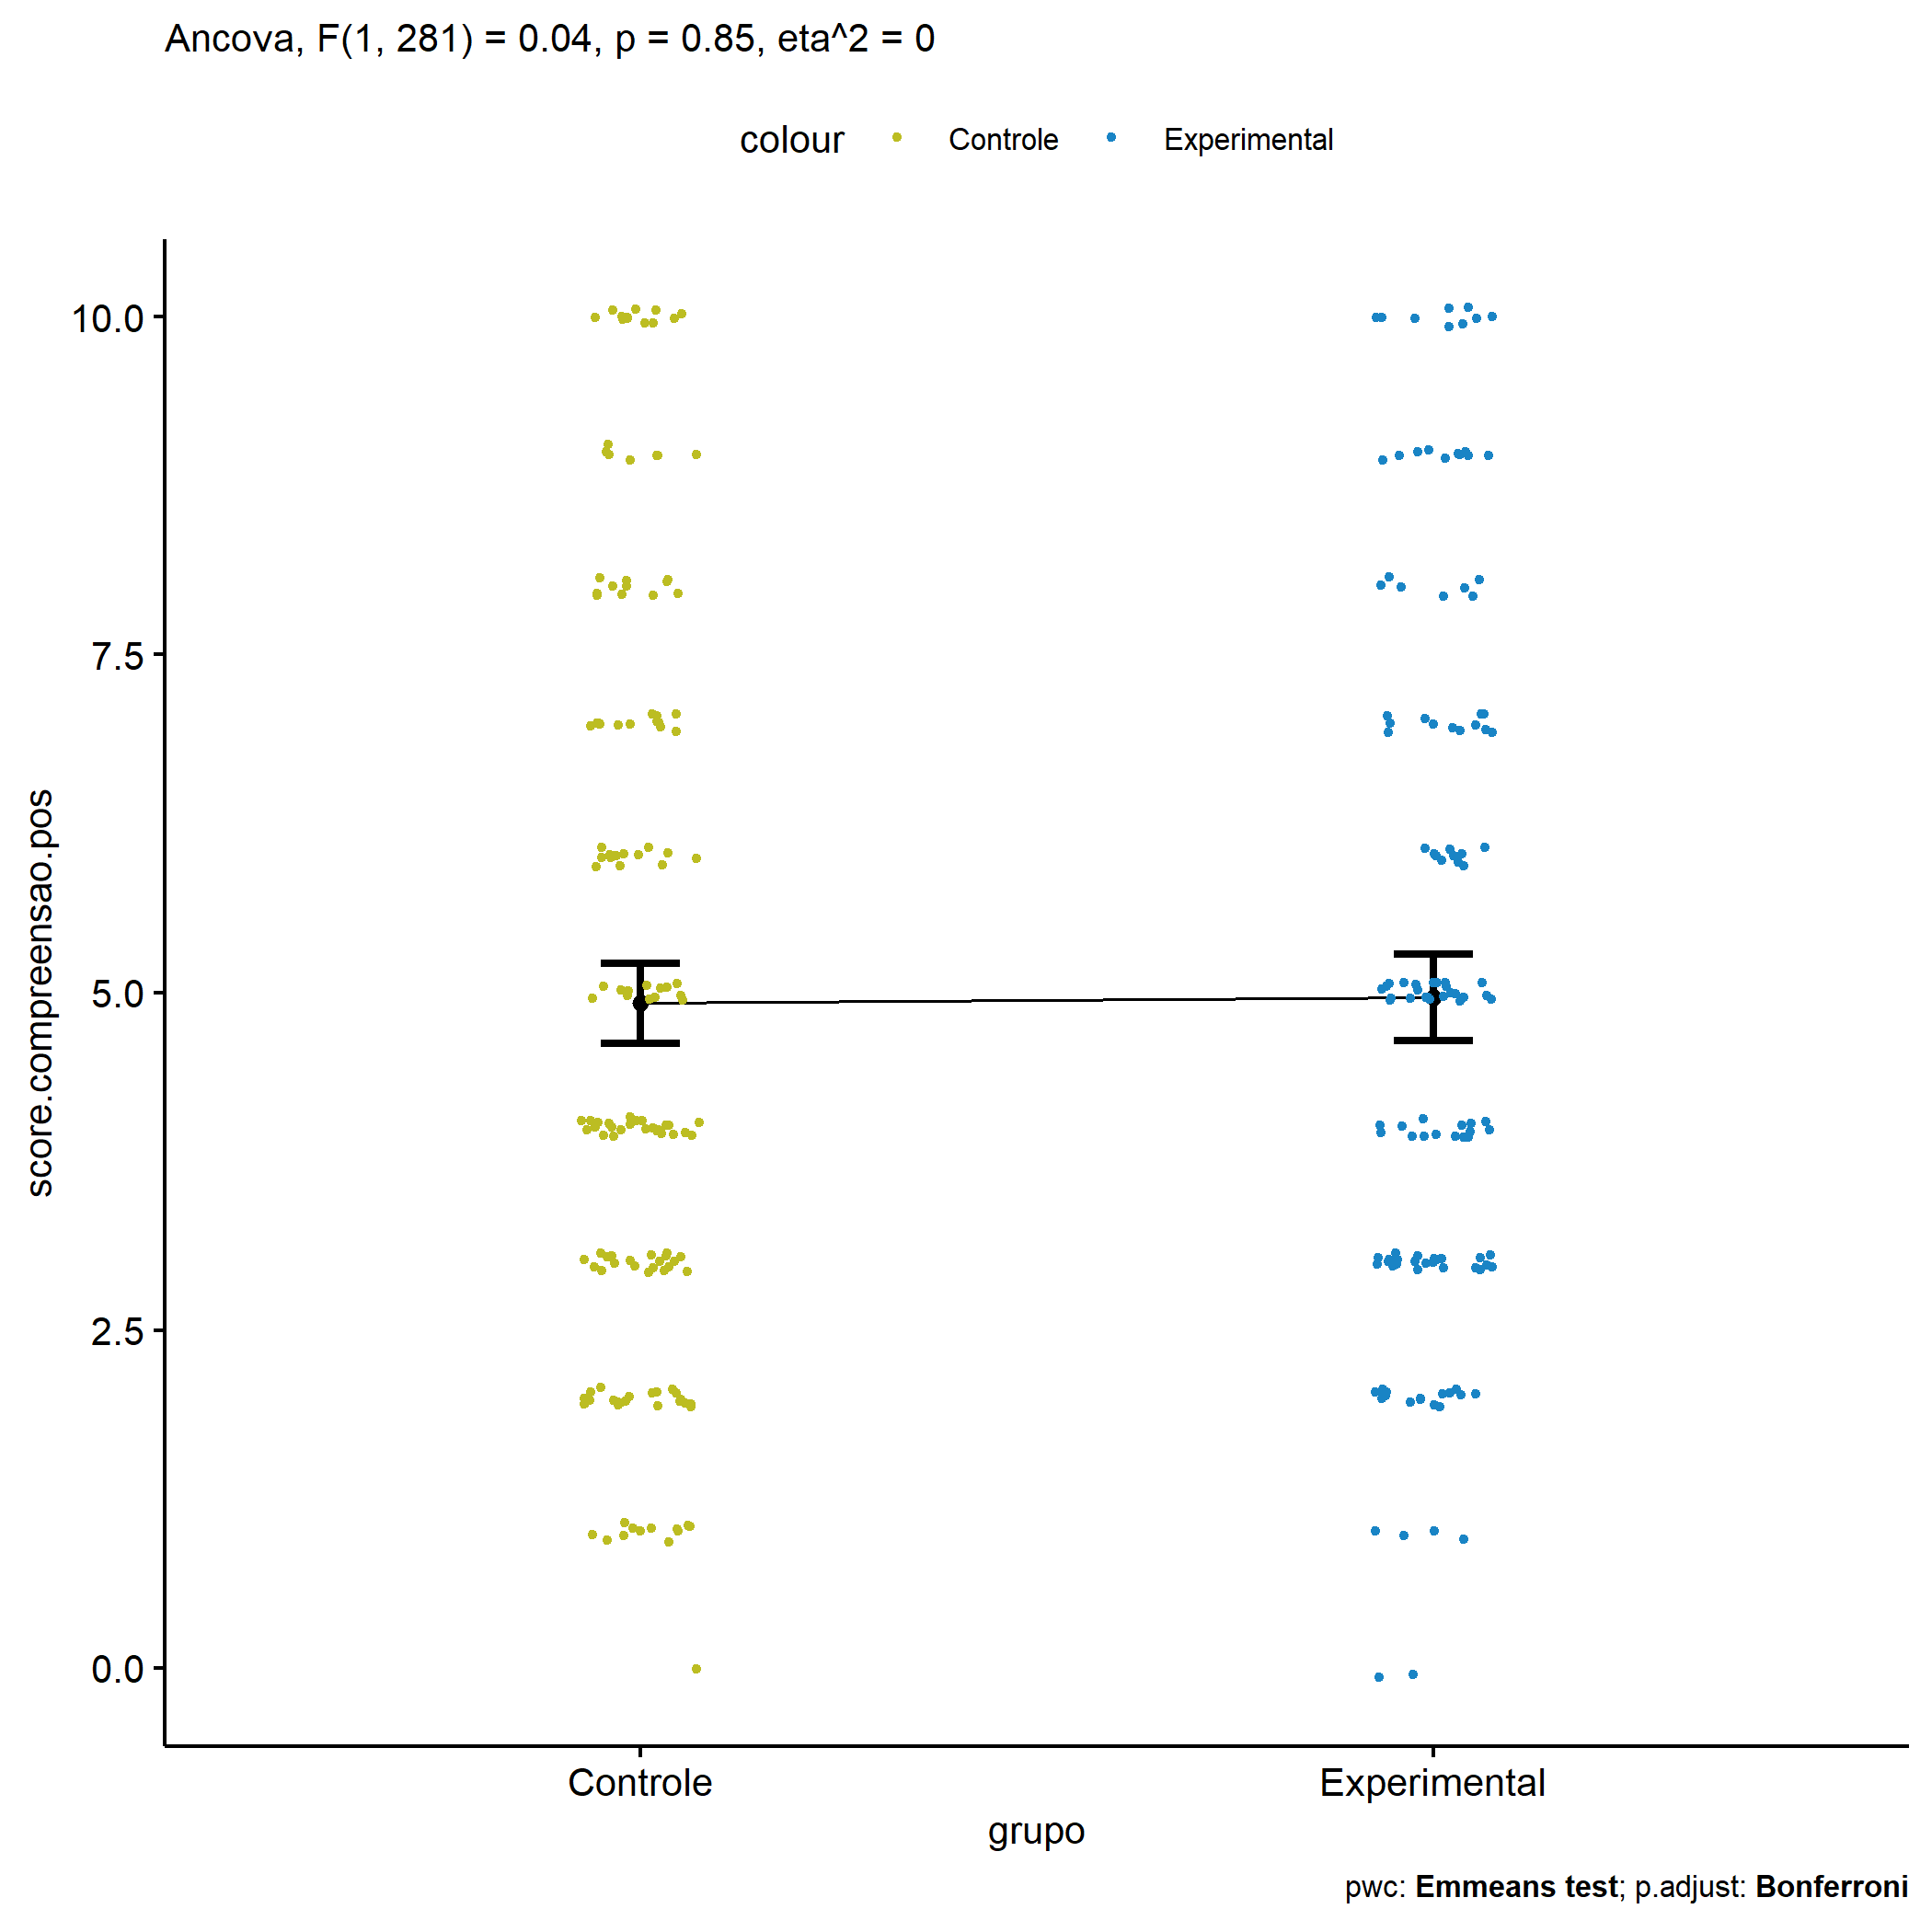 Ancova, F(1, 281) = 0.04, p = 0.85, eta^2 = 0
colour Controle Experimental
10.0
7.5
5.0
2.5
0.0
score.compreensao.pos
Controle Experimental
grupo
pwc: Emmeans test; p.adjust: Bonferroni